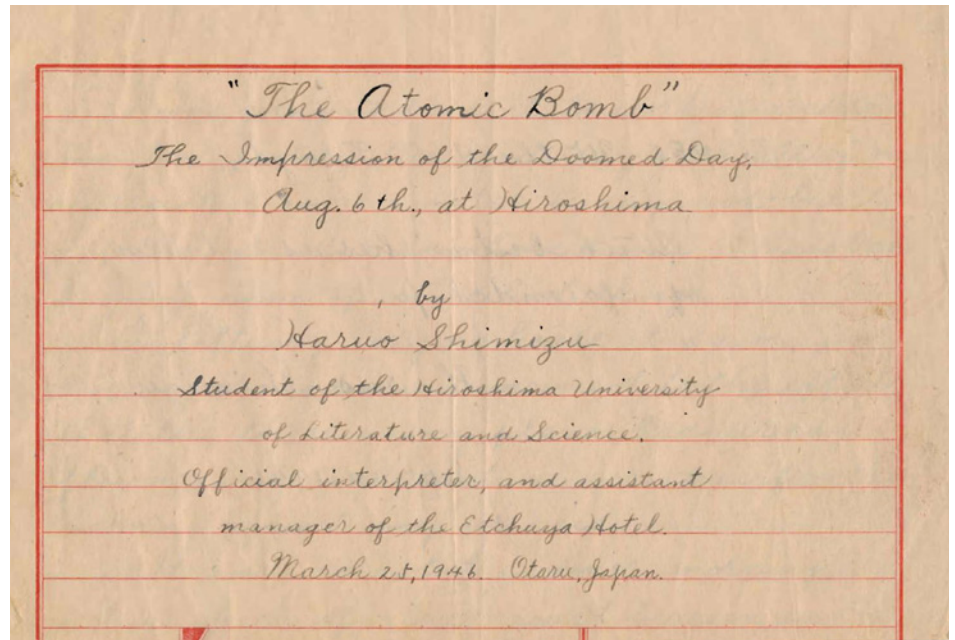 "The Atomic Bomb"
The Impression of the Doomed Day,
Aug. 6th., at Hiroshima
by
Haruo Shimizu
Student of the Hiroshima University
of Literature and Science.
Official interpreter, and assistant
manager of the Etchuya Hotel.
March 25, 1946. Otaru, Japan.